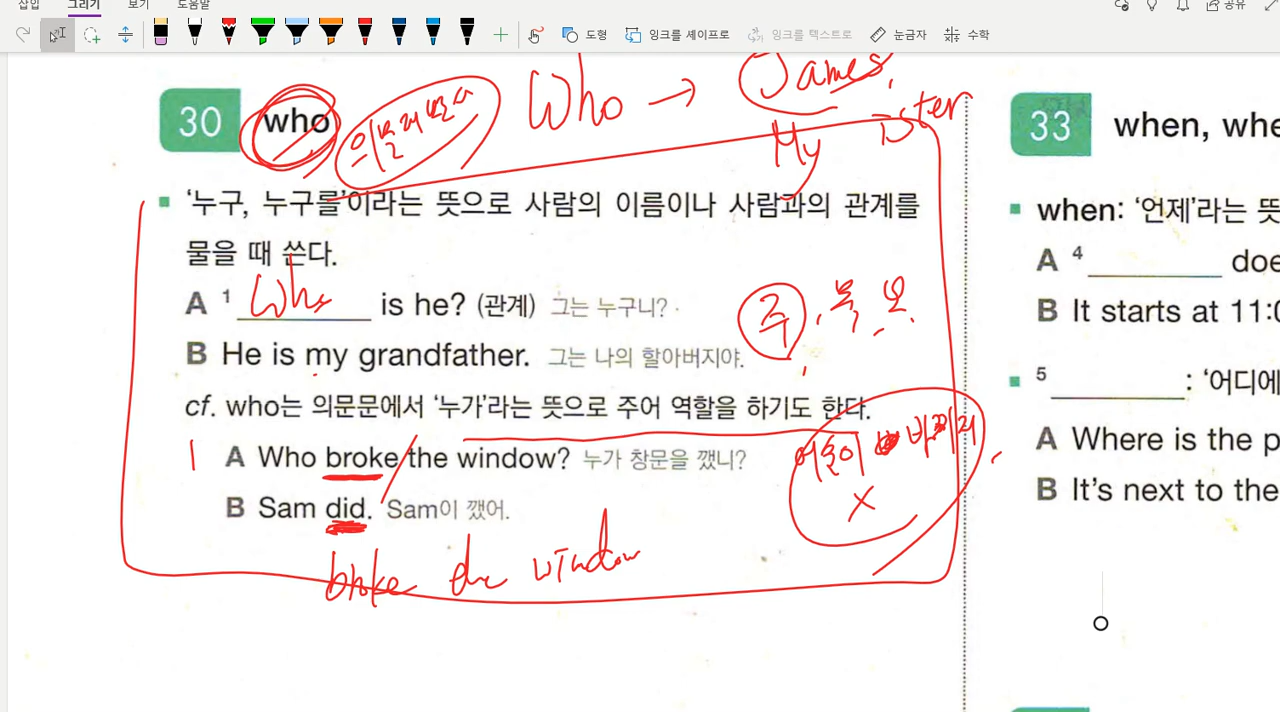 삽입 그리기 보기 도움말 공유
도형 잉크를 셰이프로 잉크를 텍스트로 눈금자 수학
Who → James,
My sister
30 who
'누구, 누구를'이라는 뜻으로 사람의 이름이나 사람과의 관계를
물을 때 쓴다.
A 1 Who is he? (관계) 그는 누구니?
주, 목, 보
B He is my grandfather. 그는 나의 할아버지야.
cf. who는 의문문에서 '누가'라는 뜻으로 주어 역할을 하기도 한다.
A Who broke the window? 누가 창문을 깼니?
어순이 바뀌지
X
B Sam did. Sam이 깼어.
broke the window
33 when, whe
when: '언제'라는 뜻
A 4 ________ doe
B It starts at 11:0
5 ________ : '어디에
A Where is the p
B It's next to the